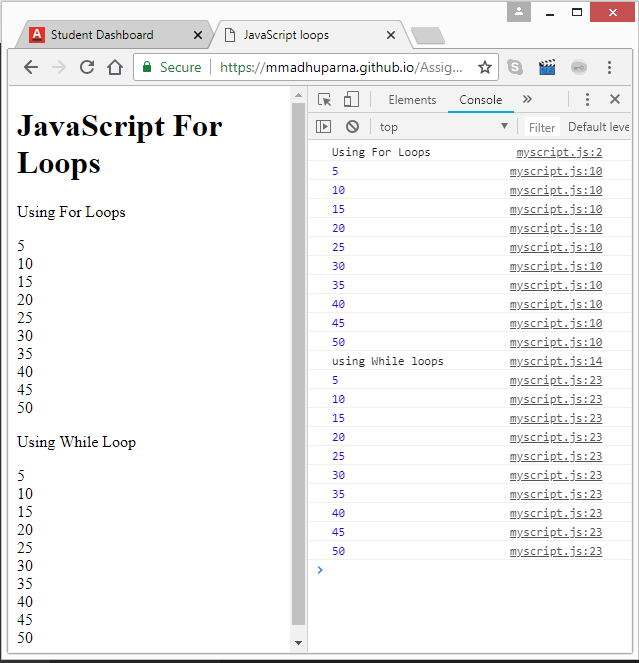 Student Dashboard
JavaScript loops
Secure
https://mmadhuparna.github.io/Assig...
Elements
Console
top
Filter
Default leve
JavaScript For
Loops
Using For Loops
5
10
15
20
25
30
35
40
45
50
Using While Loop
5
10
15
20
25
30
35
40
45
50
Using For Loops myscript.js:2
5 myscript.js:10
10 myscript.js:10
15 myscript.js:10
20 myscript.js:10
25 myscript.js:10
30 myscript.js:10
35 myscript.js:10
40 myscript.js:10
45 myscript.js:10
50 myscript.js:10
using While loops myscript.js:14
5 myscript.js:23
10 myscript.js:23
15 myscript.js:23
20 myscript.js:23
25 myscript.js:23
30 myscript.js:23
35 myscript.js:23
40 myscript.js:23
45 myscript.js:23
50 myscript.js:23